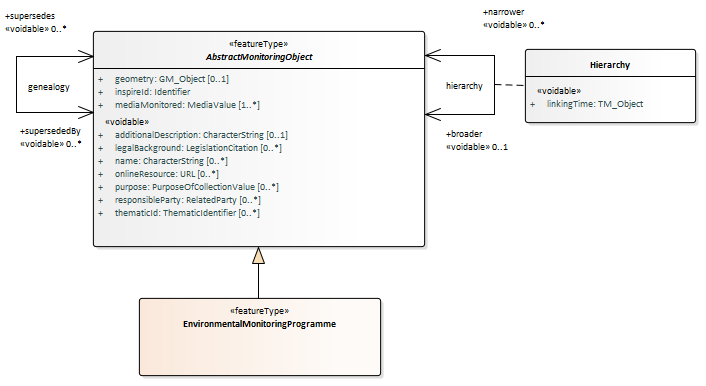 +supersedes
«voidable» 0..*
genealogy
+supersededBy
«voidable» 0..*
«featureType»
AbstractMonitoringObject
+ geometry: GM_Object [0..1]
+ inspireId: Identifier
+ mediaMonitored: MediaValue [1..*]
«voidable»
+ additionalDescription: CharacterString [0..1]
+ legalBackground: LegislationCitation [0..*]
+ name: CharacterString [0..*]
+ onlineResource: URL [0..*]
+ purpose: PurposeOfCollectionValue [0..*]
+ responsibleParty: RelatedParty [0..*]
+ thematicId: ThematicIdentifier [0..*]
+narrower
«voidable» 0..*
hierarchy
+broader
«voidable» 0..1
Hierarchy
«voidable»
+ linkingTime: TM_Object
«featureType»
EnvironmentalMonitoringProgramme